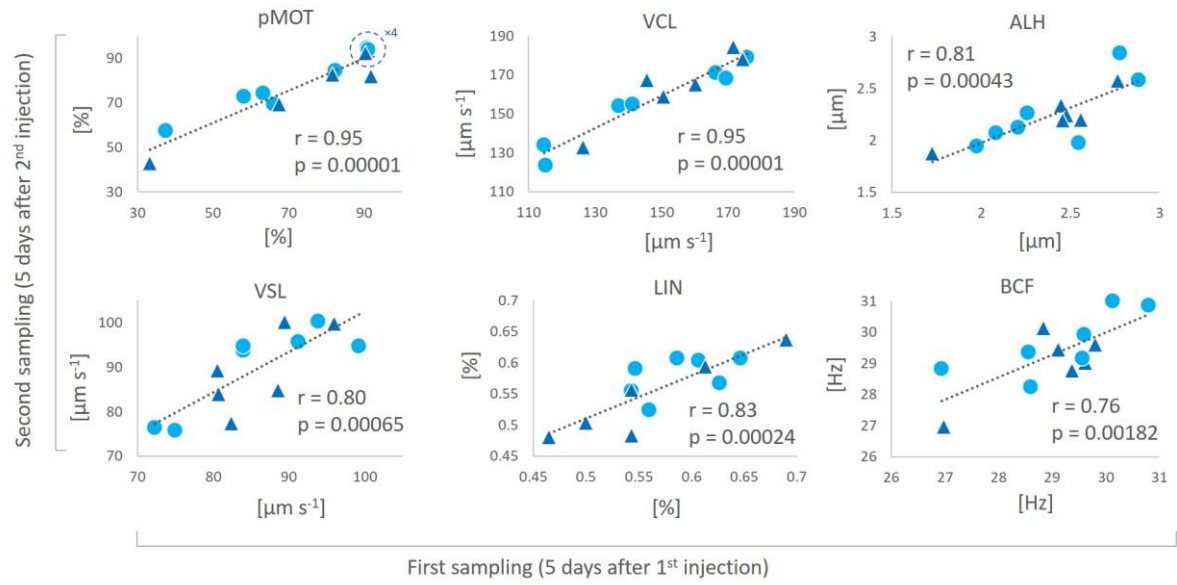 pMOT
VCL
ALH
×4
90
70
50
30
[%]
r = 0.95
p = 0.00001
30
50
70
90
[%]
190
170
150
130
110
[µm s⁻¹]
r = 0.95
p = 0.00001
110
130
150
170
190
[µm s⁻¹]
3
2.5
2
1.5
[µm]
r = 0.81
p = 0.00043
1.5
2
2.5
3
[µm]
VSL
LIN
BCF
100
90
80
70
[µm s⁻¹]
r = 0.80
p = 0.00065
70
80
90
100
[µm s⁻¹]
0.7
0.65
0.6
0.55
0.5
0.45
[%]
r = 0.83
p = 0.00024
0.45
0.5
0.55
0.6
0.65
0.7
[%]
31
30
29
28
27
26
[Hz]
r = 0.76
p = 0.00182
26
27
28
29
30
31
[Hz]
Second sampling (5 days after 2ⁿᵈ injection)
First sampling (5 days after 1ˢᵗ injection)